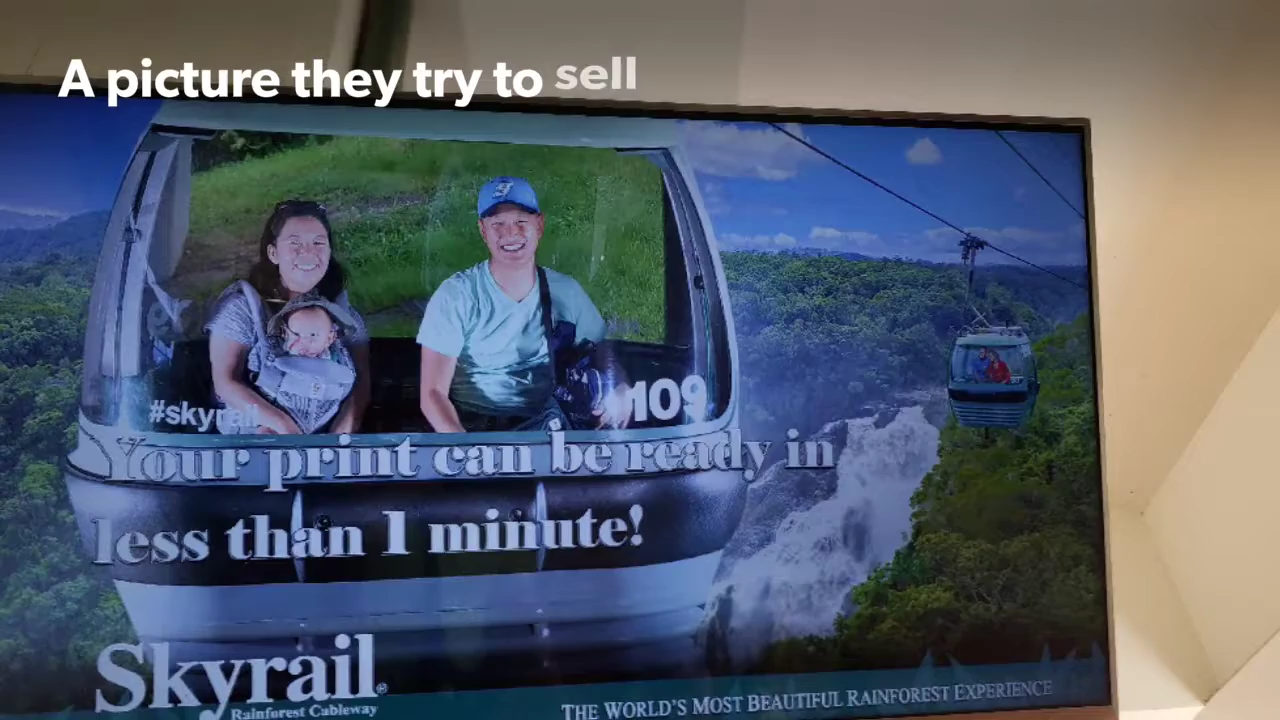 A picture they try to sell
#skyrail
109
Your print can be ready in
less than 1 minute!
Skyrail
Rainforest Cableway
THE WORLD'S MOST BEAUTIFUL RAINFOREST EXPERIENCE